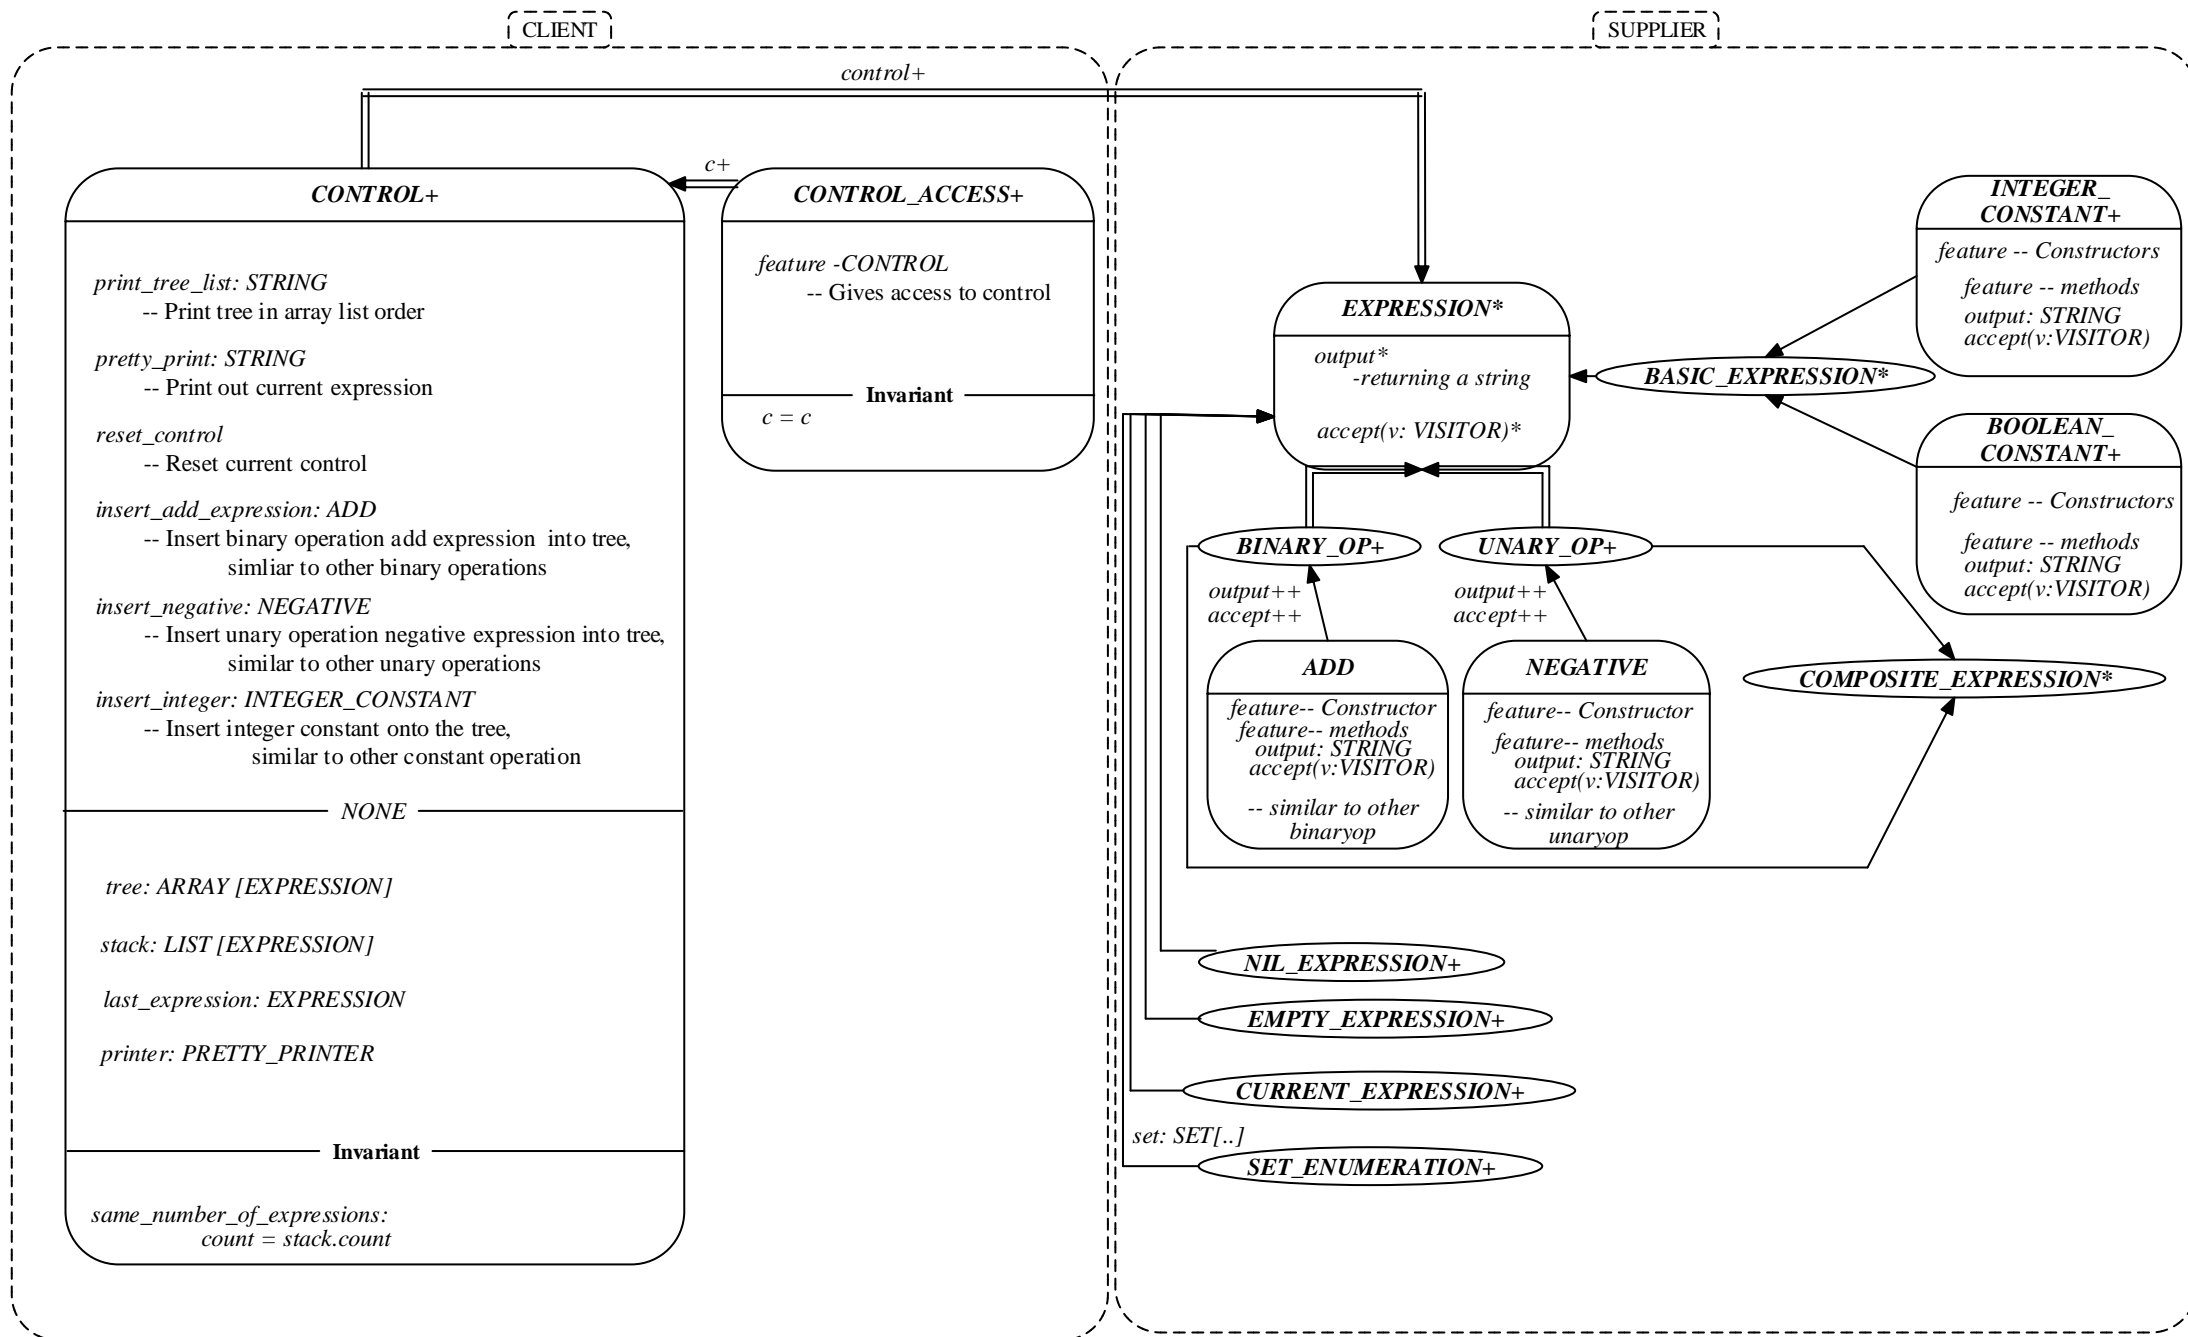 CLIENT
control+
c+
CONTROL+
print_tree_list: STRING
-- Print tree in array list order
pretty_print: STRING
-- Print out current expression
reset_control
-- Reset current control
insert_add_expression: ADD
-- Insert binary operation add expression into tree,
simliar to other binary operations
insert_negative: NEGATIVE
-- Insert unary operation negative expression into tree,
similar to other unary operations
insert_integer: INTEGER_CONSTANT
-- Insert integer constant onto the tree,
similar to other constant operation
NONE
tree: ARRAY [EXPRESSION]
stack: LIST [EXPRESSION]
last_expression: EXPRESSION
printer: PRETTY_PRINTER
Invariant
same_number_of_expressions:
count = stack.count
CONTROL_ACCESS+
feature -CONTROL
-- Gives access to control
Invariant
c = c
SUPPLIER
EXPRESSION*
output*
-returning a string
accept(v: VISITOR)*
BASIC_EXPRESSION*
INTEGER_
CONSTANT+
feature -- Constructors
feature -- methods
output: STRING
accept(v:VISITOR)
BOOLEAN_
CONSTANT+
feature -- Constructors
feature -- methods
output: STRING
accept(v:VISITOR)
BINARY_OP+
output++
accept++
UNARY_OP+
output++
accept++
ADD
feature-- Constructor
feature-- methods
output: STRING
accept(v:VISITOR)
-- similar to other
binaryop
NEGATIVE
feature-- Constructor
feature-- methods
output: STRING
accept(v:VISITOR)
-- similar to other
unaryop
COMPOSITE_EXPRESSION*
NIL_EXPRESSION+
EMPTY_EXPRESSION+
CURRENT_EXPRESSION+
set: SET[..]
SET_ENUMERATION+